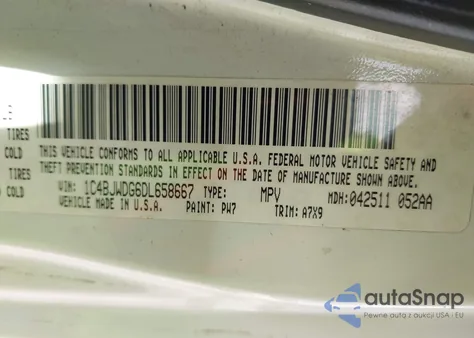 TIRES
COLD
TIRES
COLD
THIS VEHICLE CONFORMS TO ALL APPLICABLE U.S.A. FEDERAL MOTOR VEHICLE SAFETY AND
THEFT PREVENTION STANDARDS IN EFFECT ON THE DATE OF MANUFACTURE SHOWN ABOVE.
VIN: 1C4BJWDG6DL658667 TYPE: MPV MDH: 042511 052AA
VEHICLE MADE IN U.S.A. PAINT: PW7 TRIM: A7X9
autoSnap
Pewne auta z aukcji USA i EU